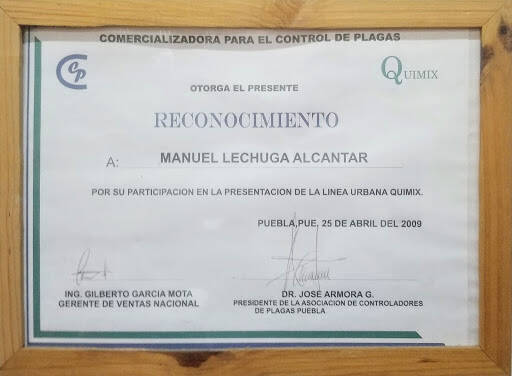 COMERCIALIZADORA PARA EL CONTROL DE PLAGAS
CCP
QUIMIX
OTORGA EL PRESENTE
RECONOCIMIENTO
A: MANUEL LECHUGA ALCANTAR
POR SU PARTICIPACION EN LA PRESENTACION DE LA LINEA URBANA QUIMIX.
PUEBLA,PUE, 25 DE ABRIL DEL 2009
ING. GILBERTO GARCIA MOTA
GERENTE DE VENTAS NACIONAL
DR. JOSÉ ARMORA G.
PRESIDENTE DE LA ASOCIACION DE CONTROLADORES
DE PLAGAS PUEBLA